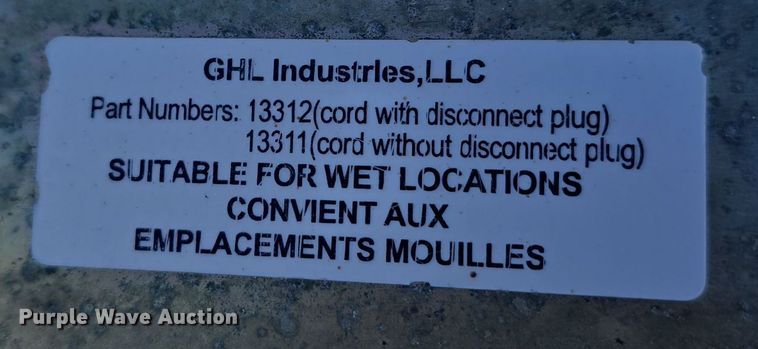 GHL Industries,LLC
Part Numbers: 13312(cord with disconnect plug)
13311(cord without disconnect plug)
SUITABLE FOR WET LOCATIONS
CONVIENT AUX
EMPLACEMENTS MOUILLES
Purple Wave Auction